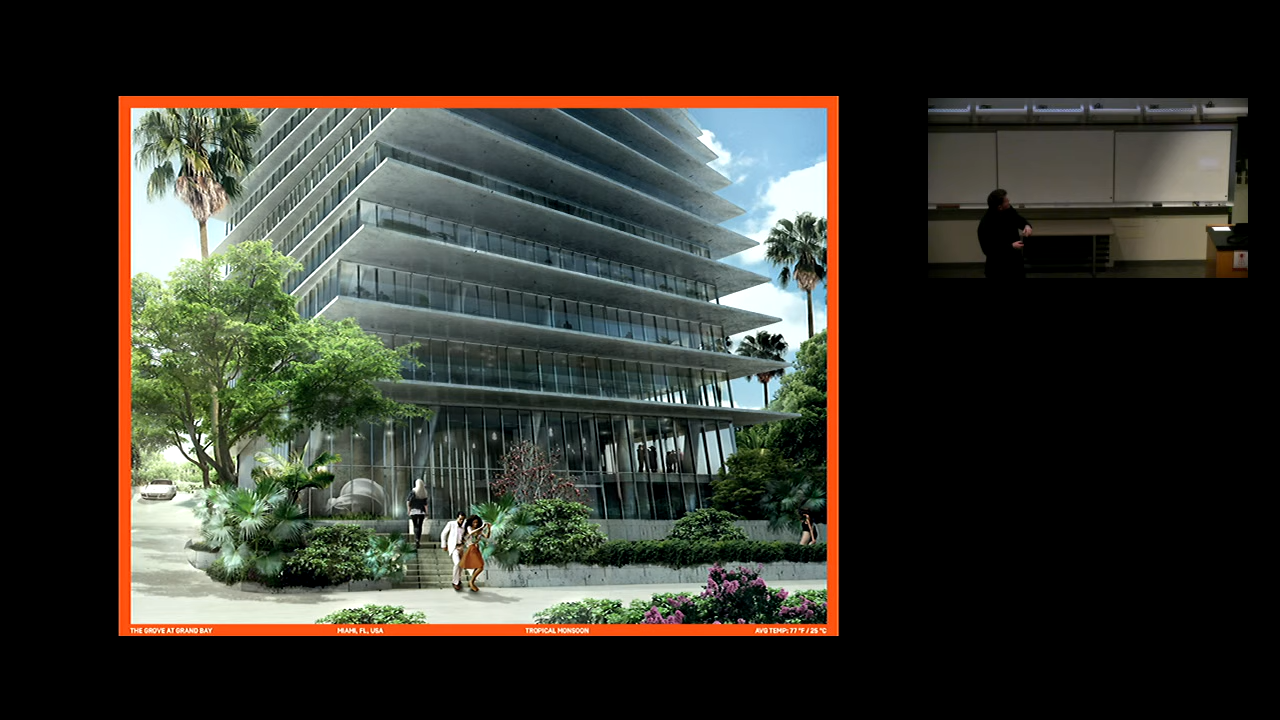 THE GROVE AT GRAND BAY
MIAMI, FL, USA
TROPICAL MONSOON
AVG TEMP: 77 °F / 25 °C